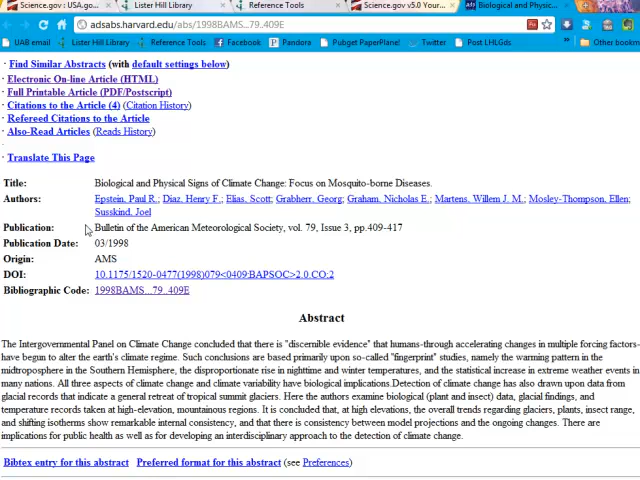 Science.gov : USA.go...
Lister Hill Library
Reference Tools
Science.gov v5.0 Your...
Biological and Physic...
adsabs.harvard.edu/abs/1998BAMS...79..409E
UAB email
Lister Hill Library
Reference Tools
Facebook
Pandora
Pubget PaperPlane!
Twitter
Post LHLGds
Other bookm
· Find Similar Abstracts (with default settings below)
· Electronic On-line Article (HTML)
· Full Printable Article (PDF/Postscript)
· Citations to the Article (4) (Citation History)
· Refereed Citations to the Article
· Also-Read Articles (Reads History)
·
· Translate This Page
Title: Biological and Physical Signs of Climate Change: Focus on Mosquito-borne Diseases.
Authors: Epstein, Paul R.; Diaz, Henry F.; Elias, Scott; Grabherr, Georg; Graham, Nicholas E.; Martens, Willem J. M.; Mosley-Thompson, Ellen;
Susskind, Joel
Publication: Bulletin of the American Meteorological Society, vol. 79, Issue 3, pp.409-417
Publication Date: 03/1998
Origin: AMS
DOI: 10.1175/1520-0477(1998)079<0409:BAPSOC>2.0.CO;2
Bibliographic Code: 1998BAMS...79..409E
Abstract
The Intergovernmental Panel on Climate Change concluded that there is "discernible evidence" that humans-through accelerating changes in multiple forcing factors-
have begun to alter the earth's climate regime. Such conclusions are based primarily upon so-called "fingerprint" studies, namely the warming pattern in the
midtroposphere in the Southern Hemisphere, the disproportionate rise in nighttime and winter temperatures, and the statistical increase in extreme weather events in
many nations. All three aspects of climate change and climate variability have biological implications.Detection of climate change has also drawn upon data from
glacial records that indicate a general retreat of tropical summit glaciers. Here the authors examine biological (plant and insect) data, glacial findings, and
temperature records taken at high-elevation, mountainous regions. It is concluded that, at high elevations, the overall trends regarding glaciers, plants, insect range,
and shifting isotherms show remarkable internal consistency, and that there is consistency between model projections and the ongoing changes. There are
implications for public health as well as for developing an interdisciplinary approach to the detection of climate change.
Bibtex entry for this abstract Preferred format for this abstract (see Preferences)